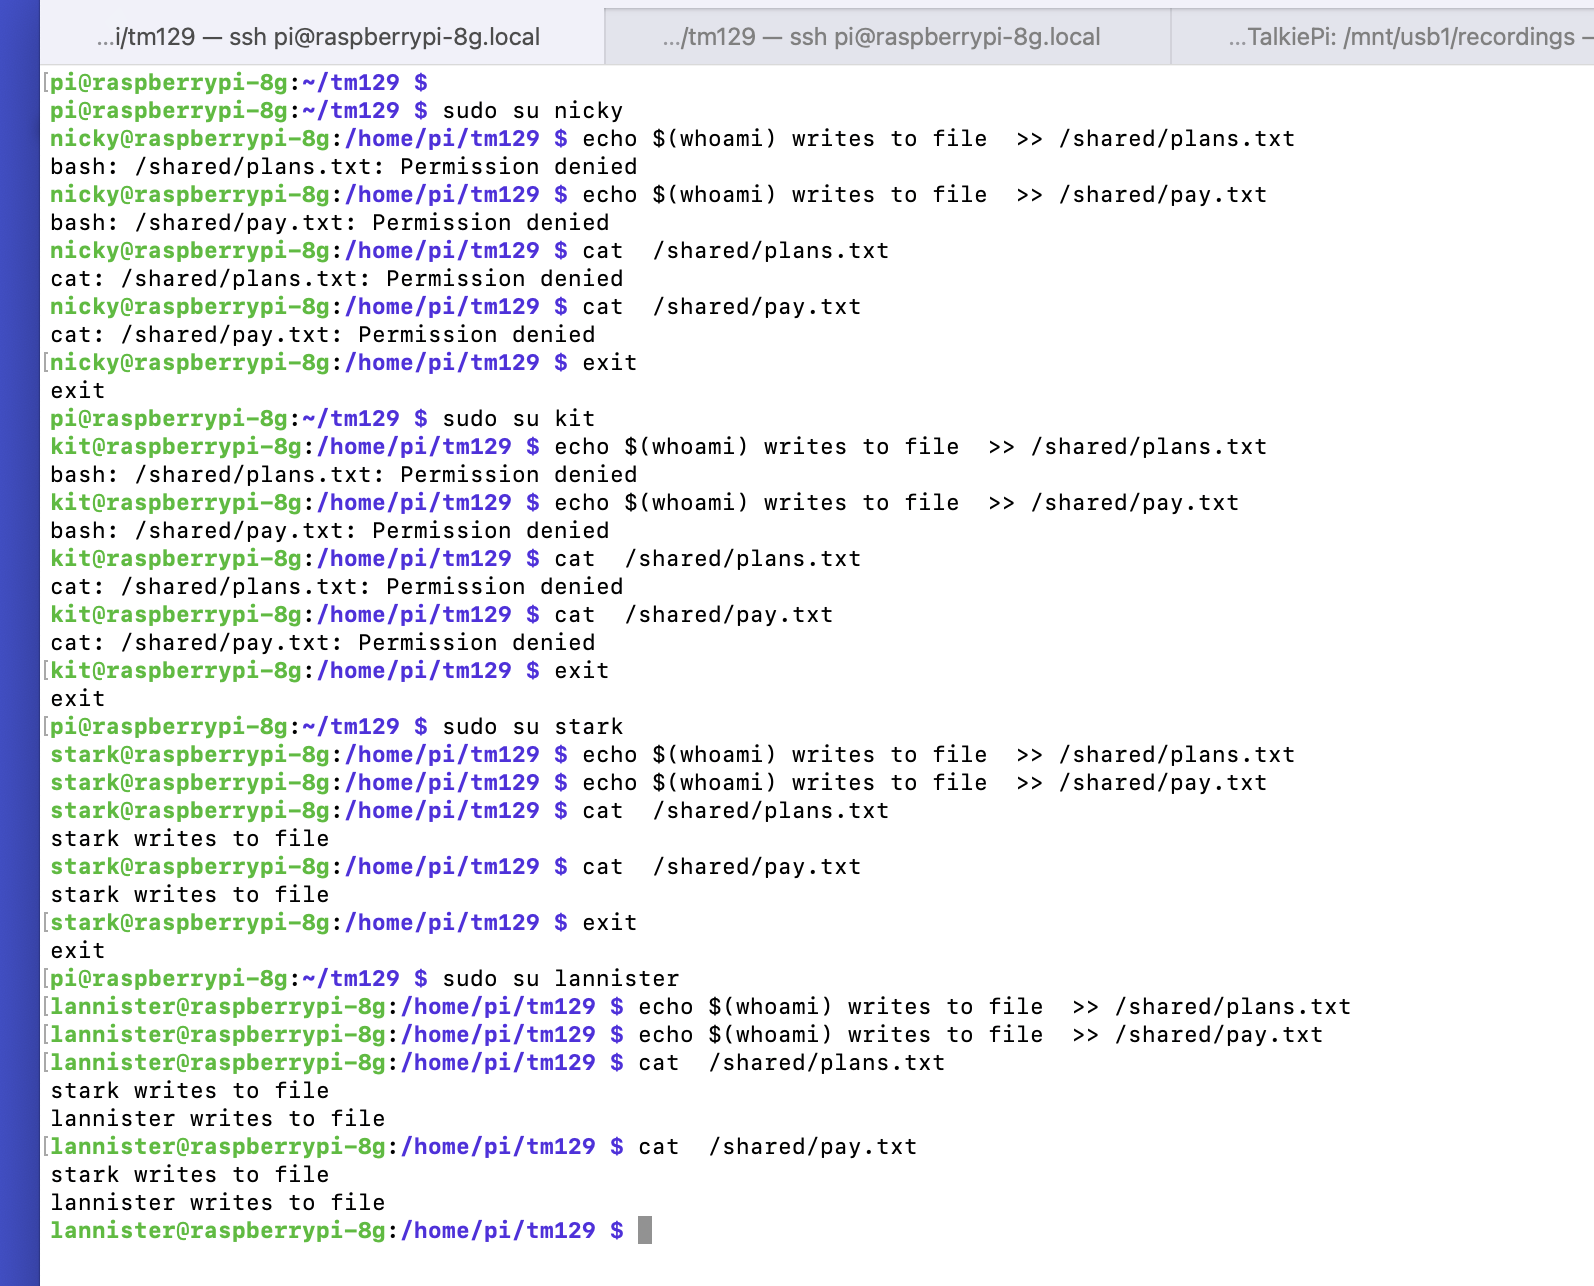 ...i/tm129 — ssh pi@raspberrypi-8g.local
.../tm129 — ssh pi@raspberrypi-8g.local
...TalkiePi: /mnt/usb1/recordings —
[pi@raspberrypi-8g:~/tm129 $
pi@raspberrypi-8g:~/tm129 $ sudo su nicky
nicky@raspberrypi-8g:/home/pi/tm129 $ echo $(whoami) writes to file  >> /shared/plans.txt
bash: /shared/plans.txt: Permission denied
nicky@raspberrypi-8g:/home/pi/tm129 $ echo $(whoami) writes to file  >> /shared/pay.txt
bash: /shared/pay.txt: Permission denied
nicky@raspberrypi-8g:/home/pi/tm129 $ cat  /shared/plans.txt
cat: /shared/plans.txt: Permission denied
nicky@raspberrypi-8g:/home/pi/tm129 $ cat  /shared/pay.txt
cat: /shared/pay.txt: Permission denied
[nicky@raspberrypi-8g:/home/pi/tm129 $ exit
exit
pi@raspberrypi-8g:~/tm129 $ sudo su kit
kit@raspberrypi-8g:/home/pi/tm129 $ echo $(whoami) writes to file  >> /shared/plans.txt
bash: /shared/plans.txt: Permission denied
kit@raspberrypi-8g:/home/pi/tm129 $ echo $(whoami) writes to file  >> /shared/pay.txt
bash: /shared/pay.txt: Permission denied
kit@raspberrypi-8g:/home/pi/tm129 $ cat  /shared/plans.txt
cat: /shared/plans.txt: Permission denied
kit@raspberrypi-8g:/home/pi/tm129 $ cat  /shared/pay.txt
cat: /shared/pay.txt: Permission denied
[kit@raspberrypi-8g:/home/pi/tm129 $ exit
exit
[pi@raspberrypi-8g:~/tm129 $ sudo su stark
stark@raspberrypi-8g:/home/pi/tm129 $ echo $(whoami) writes to file  >> /shared/plans.txt
stark@raspberrypi-8g:/home/pi/tm129 $ echo $(whoami) writes to file  >> /shared/pay.txt
stark@raspberrypi-8g:/home/pi/tm129 $ cat  /shared/plans.txt
stark writes to file
stark@raspberrypi-8g:/home/pi/tm129 $ cat  /shared/pay.txt
stark writes to file
[stark@raspberrypi-8g:/home/pi/tm129 $ exit
exit
[pi@raspberrypi-8g:~/tm129 $ sudo su lannister
[lannister@raspberrypi-8g:/home/pi/tm129 $ echo $(whoami) writes to file  >> /shared/plans.txt
[lannister@raspberrypi-8g:/home/pi/tm129 $ echo $(whoami) writes to file  >> /shared/pay.txt
[lannister@raspberrypi-8g:/home/pi/tm129 $ cat  /shared/plans.txt
stark writes to file
lannister writes to file
[lannister@raspberrypi-8g:/home/pi/tm129 $ cat  /shared/pay.txt
stark writes to file
lannister writes to file
lannister@raspberrypi-8g:/home/pi/tm129 $